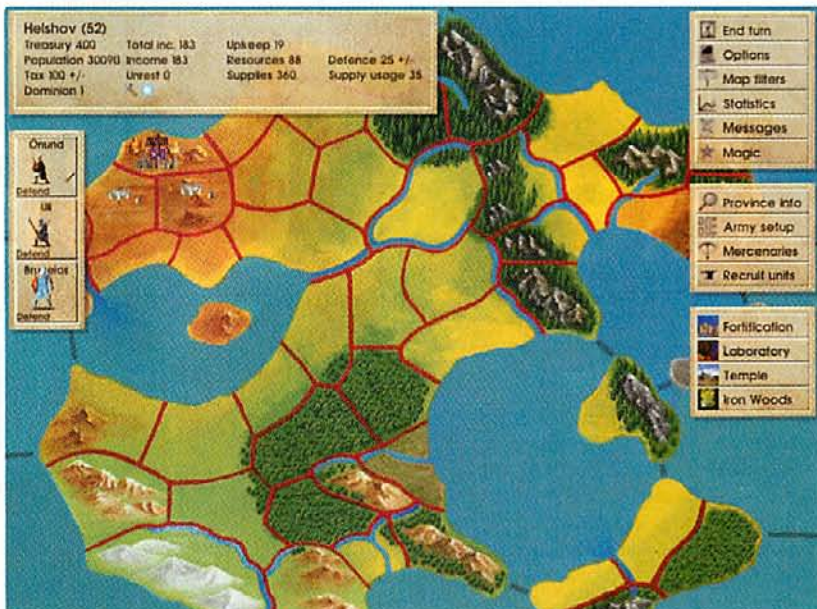 Helshov (52)
Treasury 400 Total inc. 183 Upkeep 19
Population 30090 Income 183 Resources 88 Defence 25 +/-
Tax 100 +/- Unrest 0 Supplies 360 Supply usage 35
Dominion 1
Onund
Defend
Defend
Defend
End turn
Options
Map filters
Statistics
Messages
Magic
Province info
Army setup
Mercenaries
Recruit units
Fortification
Laboratory
Temple
Iron Woods